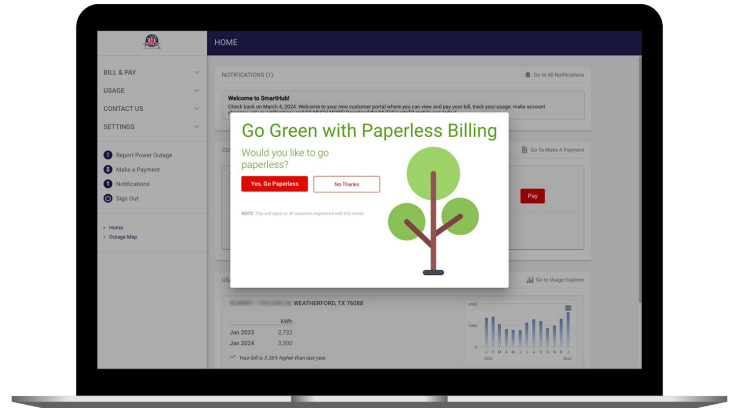 HOME
BILL & PAY
USAGE
CONTACT US
SETTINGS
Report Power Outage
Make a Payment
Notifications
Sign Out
Home
Outage Map
NOTIFICATIONS (1)
Go to All Notifications
Welcome to SmartHub!
Check back on March 4, 2024. Welcome to your new customer portal where you can view and pay your bill, track your usage, make account
Go To Make A Payment
Pay
Go Green with Paperless Billing
Would you like to go
paperless?
Yes, Go Paperless
No Thanks
NOTE: This will apply to all accounts registered with this email.
Go to Usage Explorer
WEATHERFORD, TX 76088
kWh
Jan 2023 2,732
Jan 2024 3,300
Your bill is 3.26% higher than last year.
0
J F M A M J J A S O N D J
2023 2024